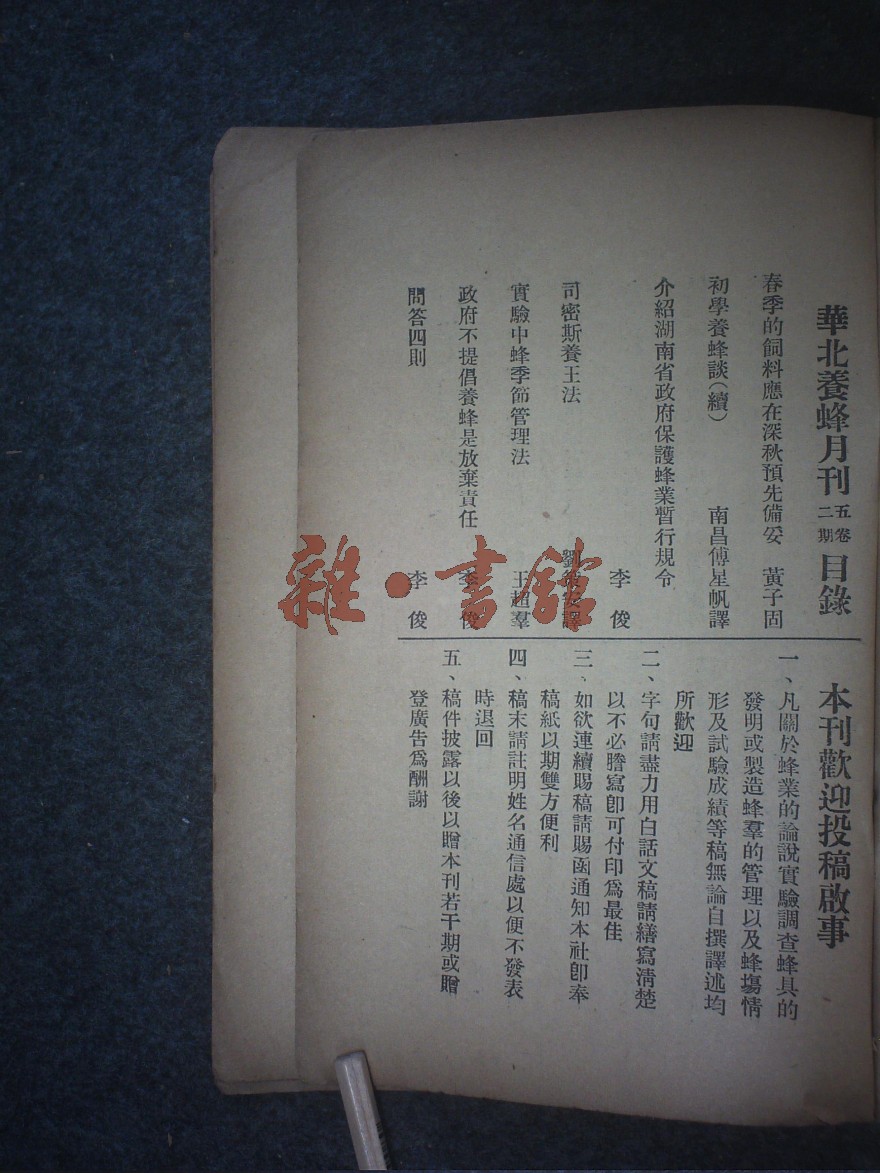 華北養蜂月刊 五卷二期 目錄
春季的飼料應在深秋預先備妥 黃子固
初學養蜂談(續) 南昌傅星帆譯
介紹湖南省政府保護蜂業暫行規令
李俊
司密斯養王法 劉 譯
實驗中蜂季節管理法 王超羣
政府不提倡養蜂是放棄責任 李俊
問答四則 李俊
本刊歡迎投稿啟事
一、凡關於蜂業的論說實驗調查蜂具的
發明或製造蜂羣的管理以及蜂塲情
形及試驗成績等稿無論自撰譯述均
所歡迎
二、字句請盡力用白話文稿請繕寫淸楚
以不必謄寫卽可付印爲最佳
三、如欲連續賜稿請賜函通知本社卽奉
稿紙以期雙方便利
四、稿末請註明姓名通信處以便不發表
時退回
五、稿件披露以後以贈本刊若干期或贈
登廣告爲酬謝
雜·書館